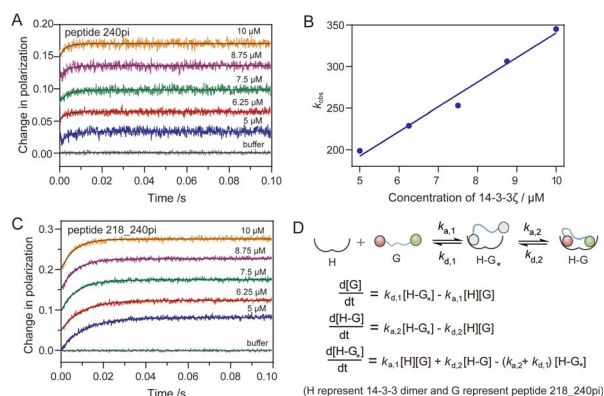 A
peptide 240pi
10 μM
8.75 μM
7.5 μM
6.25 μM
5 μM
buffer
0.20
0.15
0.10
0.05
0.00
Change in polarization
0.00 0.02 0.04 0.06 0.08 0.10
Time /s
B
350
300
250
200
kobs
5 6 7 8 9 10
Concentration of 14-3-3ζ / μM
C
peptide 218_240pi
10 μM
8.75 μM
7.5 μM
6.25 μM
5 μM
buffer
0.3
0.2
0.1
0.0
Change in polarization
0.00 0.02 0.04 0.06 0.08 0.10
Time /s
D
H + G ka,1 kd,1 H-G* ka,2 kd,2 H-G
d[G]/dt = kd,1[H-G*] - ka,1[H][G]
d[H-G]/dt = ka,2[H-G*] - kd,2[H][G]
d[H-G*]/dt = ka,1[H][G] + kd,2[H-G] - (ka,2+ kd,1) [H-G*]
(H represent 14-3-3 dimer and G represent peptide 218_240pi)